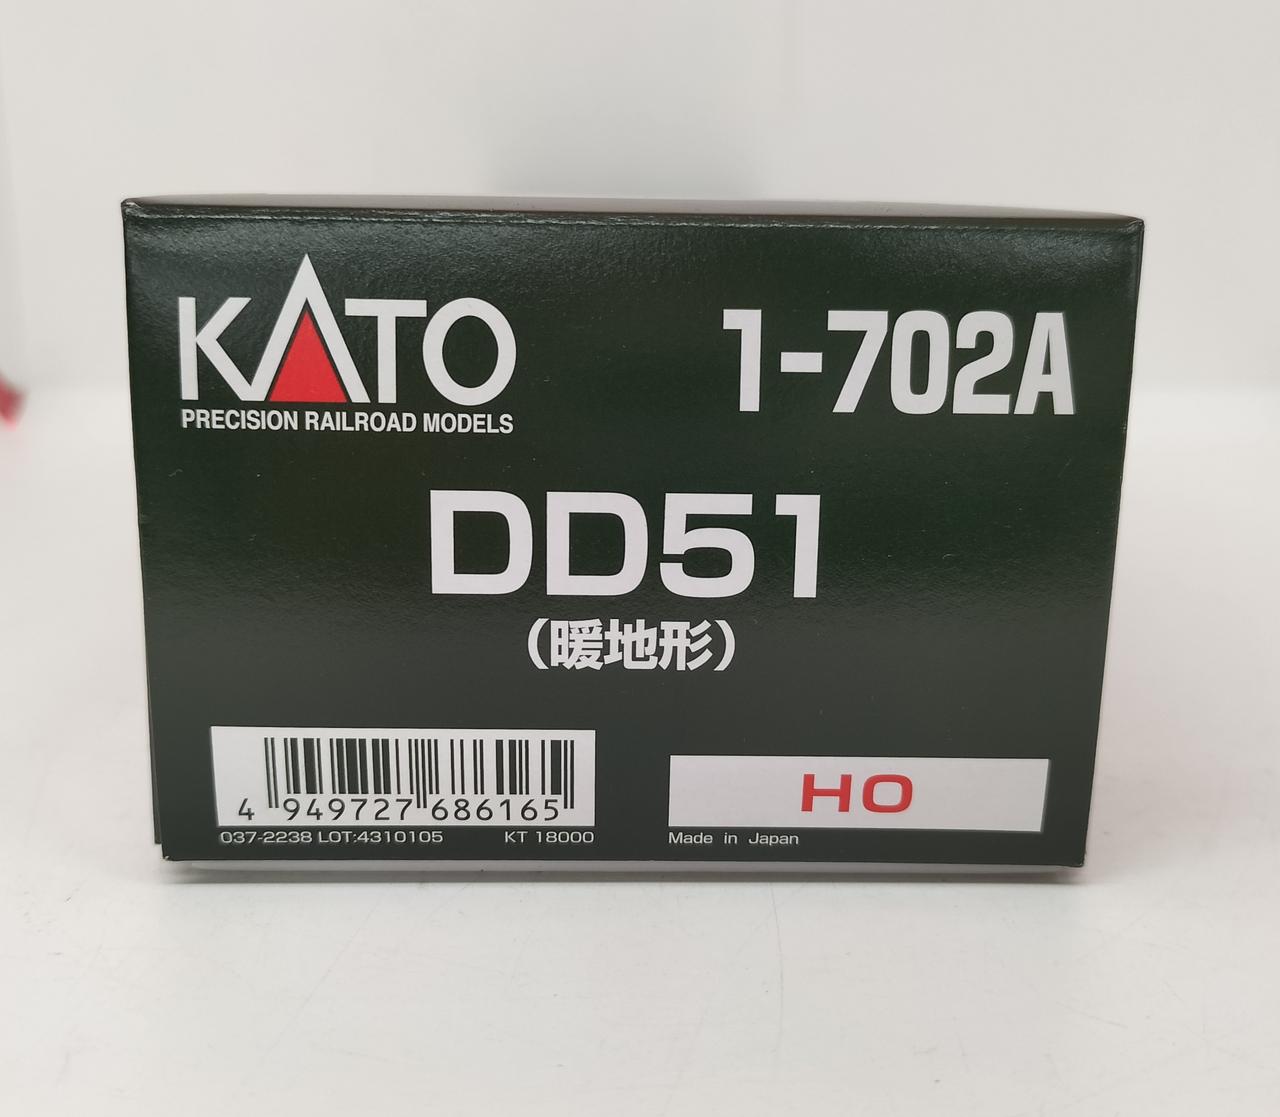 KATO
PRECISION RAILROAD MODELS
1-702A
DD51
（暖地形）
4 949727 686165
037-2238 LOT:4310105 KT 18000
HO
Made in Japan